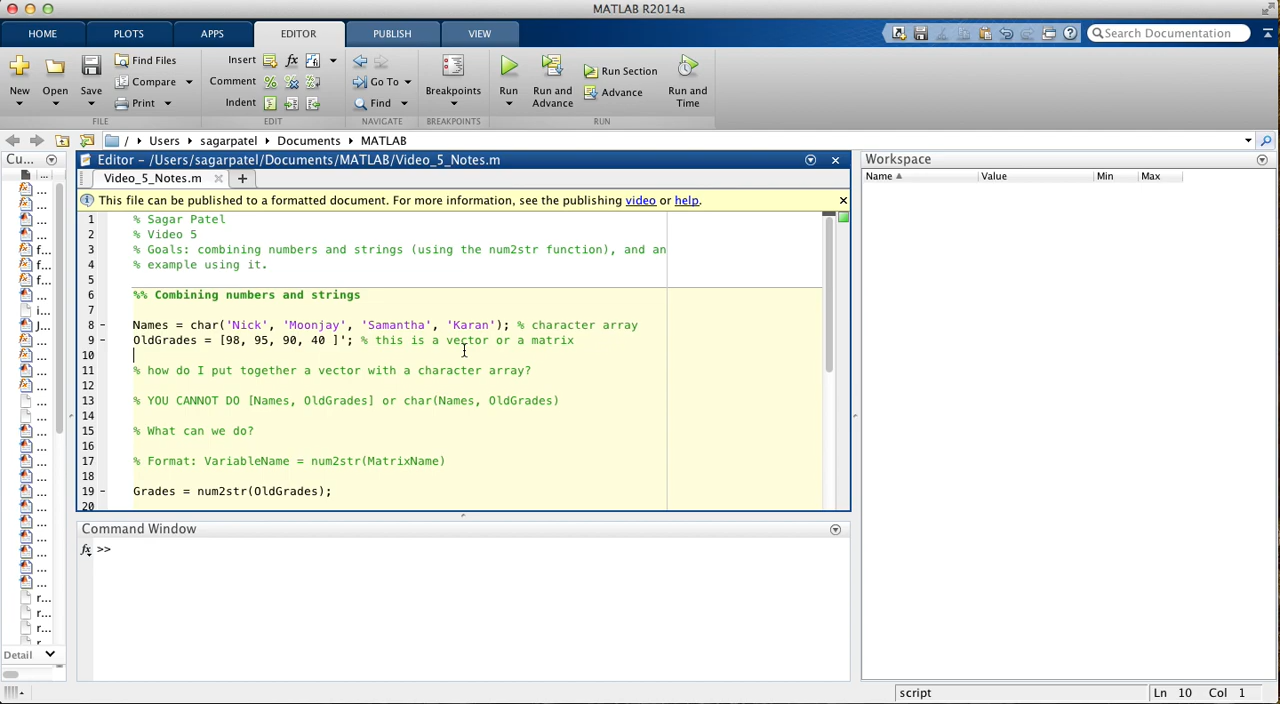 MATLAB R2014a
HOME PLOTS APPS EDITOR PUBLISH VIEW Search Documentation
New Open Save Find Files Compare Print FILE
Insert Comment Indent EDIT
Go To Find NAVIGATE
Breakpoints BREAKPOINTS
Run Run and Advance Run Section Advance Run and Time RUN
/ Users sagarpatel Documents MATLAB
Cu...
Editor - /Users/sagarpatel/Documents/MATLAB/Video_5_Notes.m
Video_5_Notes.m
This file can be published to a formatted document. For more information, see the publishing video or help.
1 % Sagar Patel
2 % Video 5
3 % Goals: combining numbers and strings (using the num2str function), and an
4 % example using it.
5
6 %% Combining numbers and strings
7
8 - Names = char('Nick', 'Moonjay', 'Samantha', 'Karan'); % character array
9 - OldGrades = [98, 95, 90, 40 ]'; % this is a vector or a matrix
10
11 % how do I put together a vector with a character array?
12
13 % YOU CANNOT DO [Names, OldGrades] or char(Names, OldGrades)
14
15 % What can we do?
16
17 % Format: VariableName = num2str(MatrixName)
18
19 - Grades = num2str(OldGrades);
20
Command Window
fx >>
Workspace
Name Value Min Max
Detail
script Ln 10 Col 1